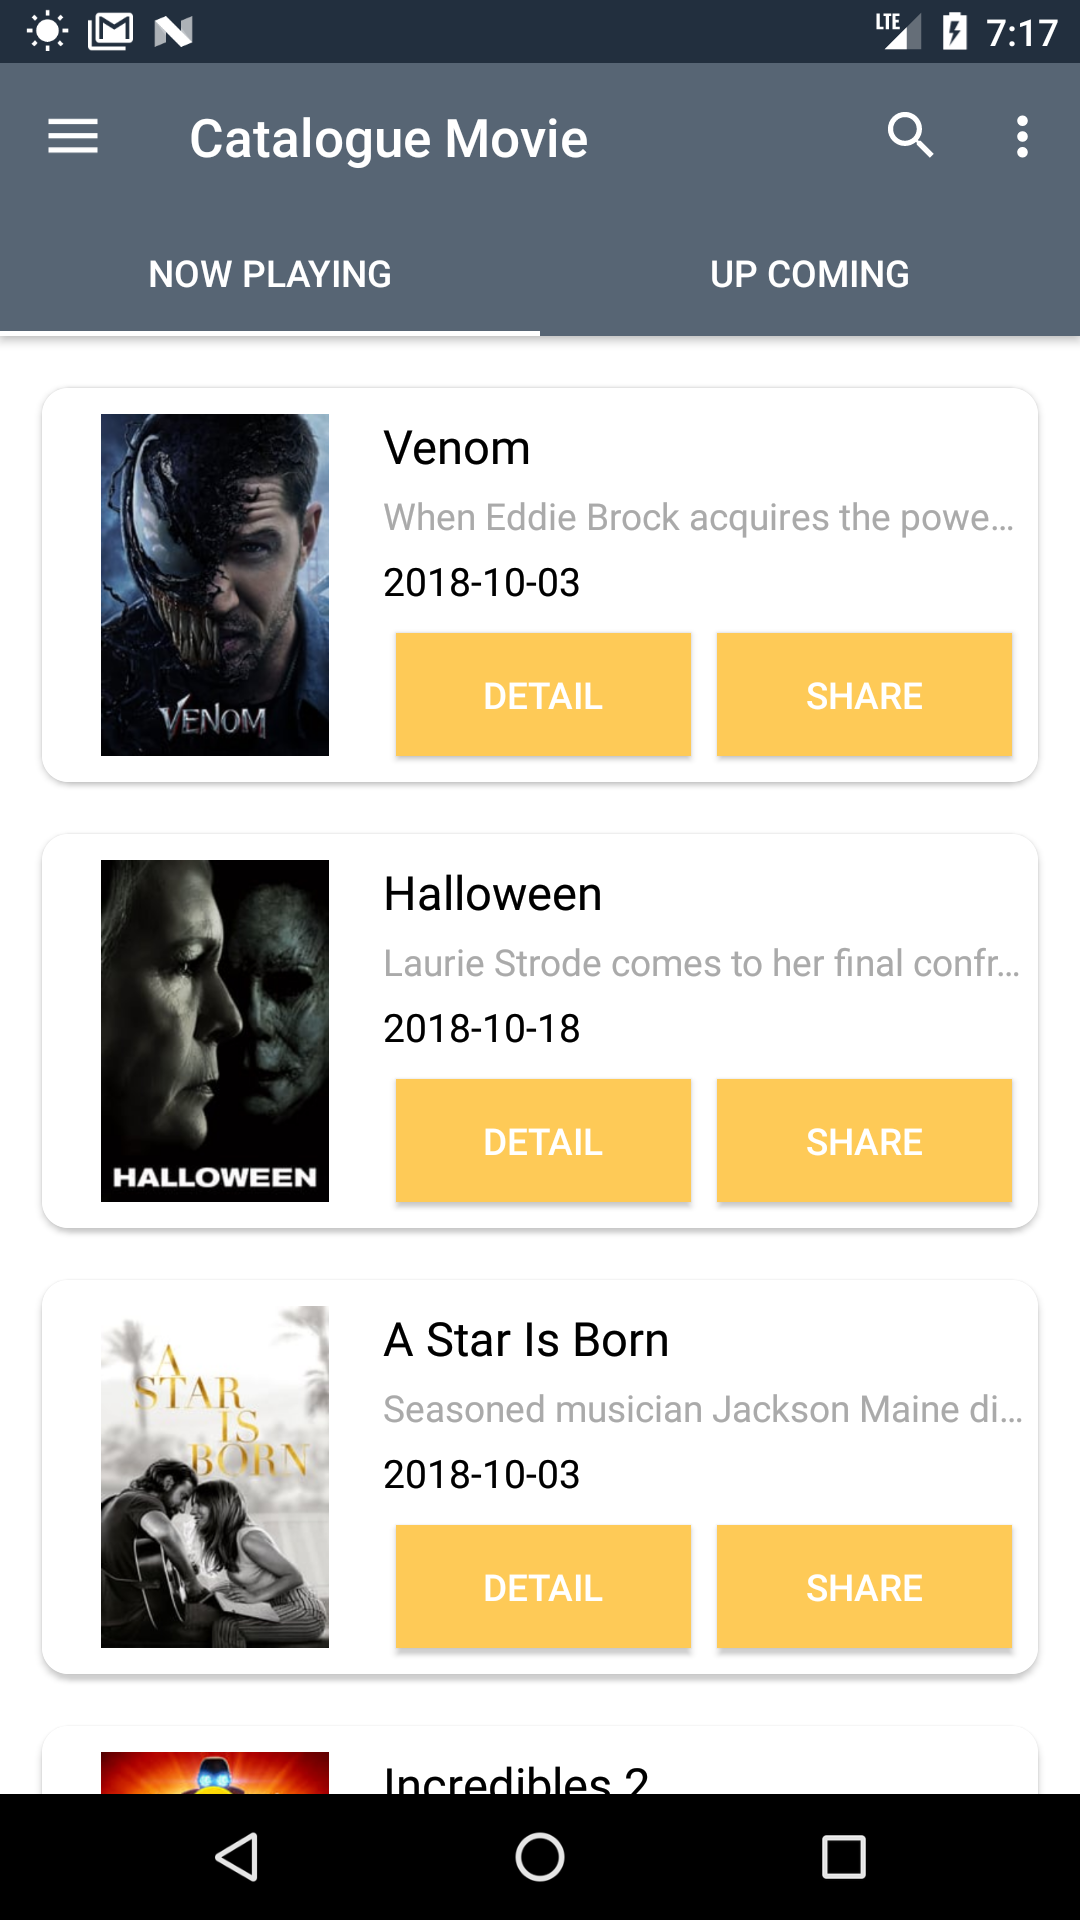 LTE 7:17
Catalogue Movie
NOW PLAYING UP COMING
Venom
When Eddie Brock acquires the powe...
2018-10-03
DETAIL SHARE
VENOM
Halloween
Laurie Strode comes to her final confr...
2018-10-18
DETAIL SHARE
HALLOWEEN
A Star Is Born
Seasoned musician Jackson Maine di...
2018-10-03
DETAIL SHARE
A
STAR
IS
BORN
Incredibles 2